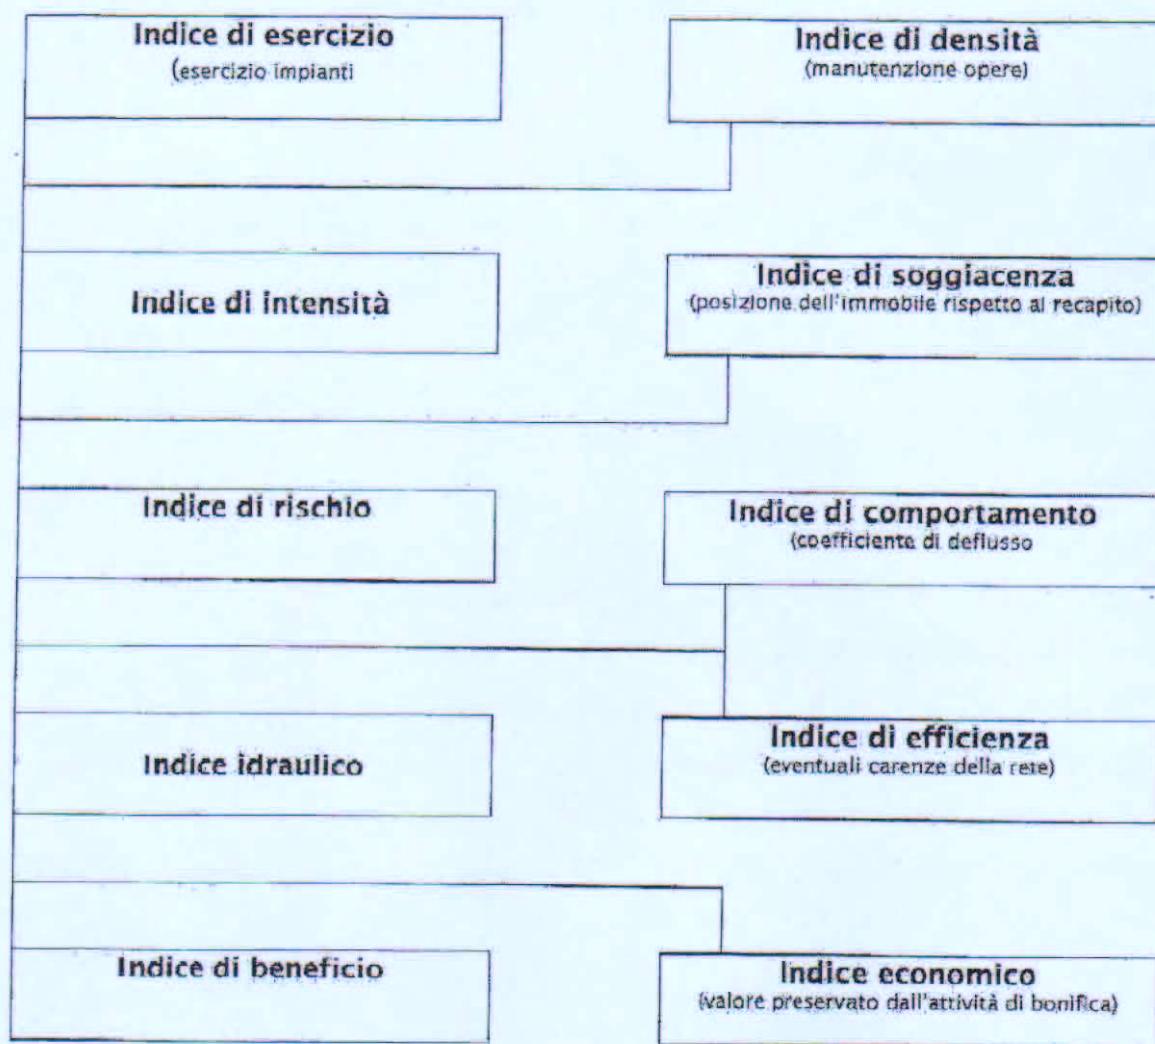 Indice di esercizio
(esercizio impianti
Indice di densità
(manutenzione opere)
Indice di intensità
Indice di soggiacenza
(posizione dell'immobile rispetto al recapito)
Indice di rischio
Indice di comportamento
(coefficiente di deflusso
Indice idraulico
Indice di efficienza
(eventuali carenze della rete)
Indice di beneficio
Indice economico
(valore preservato dall'attività di bonifica)